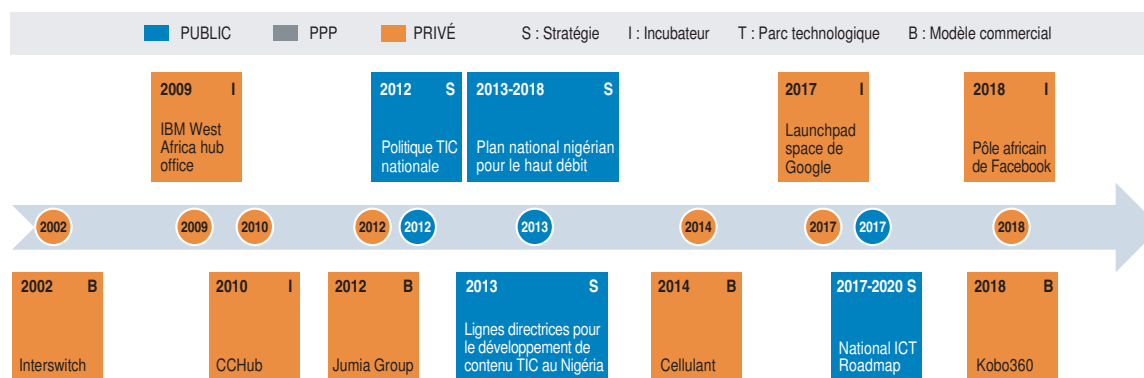 PUBLIC PPP PRIVÉ S : Stratégie I : Incubateur T : Parc technologique B : Modèle commercial
2009 I
IBM West
Africa hub
office
2012 S
Politique TIC
nationale
2013-2018 S
Plan national nigérian
pour le haut débit
2017 I
Launchpad
space de
Google
2018 I
Pôle africain
de Facebook
2002 2009 2010 2012 2012 2013 2014 2017 2017 2018
2002 B
Interswitch
2010 I
CCHub
2012 B
Jumia Group
2013 S
Lignes directrices pour
le développement de
contenu TIC au Nigéria
2014 B
Cellulant
2017-2020 S
National ICT
Roadmap
2018 B
Kobo360